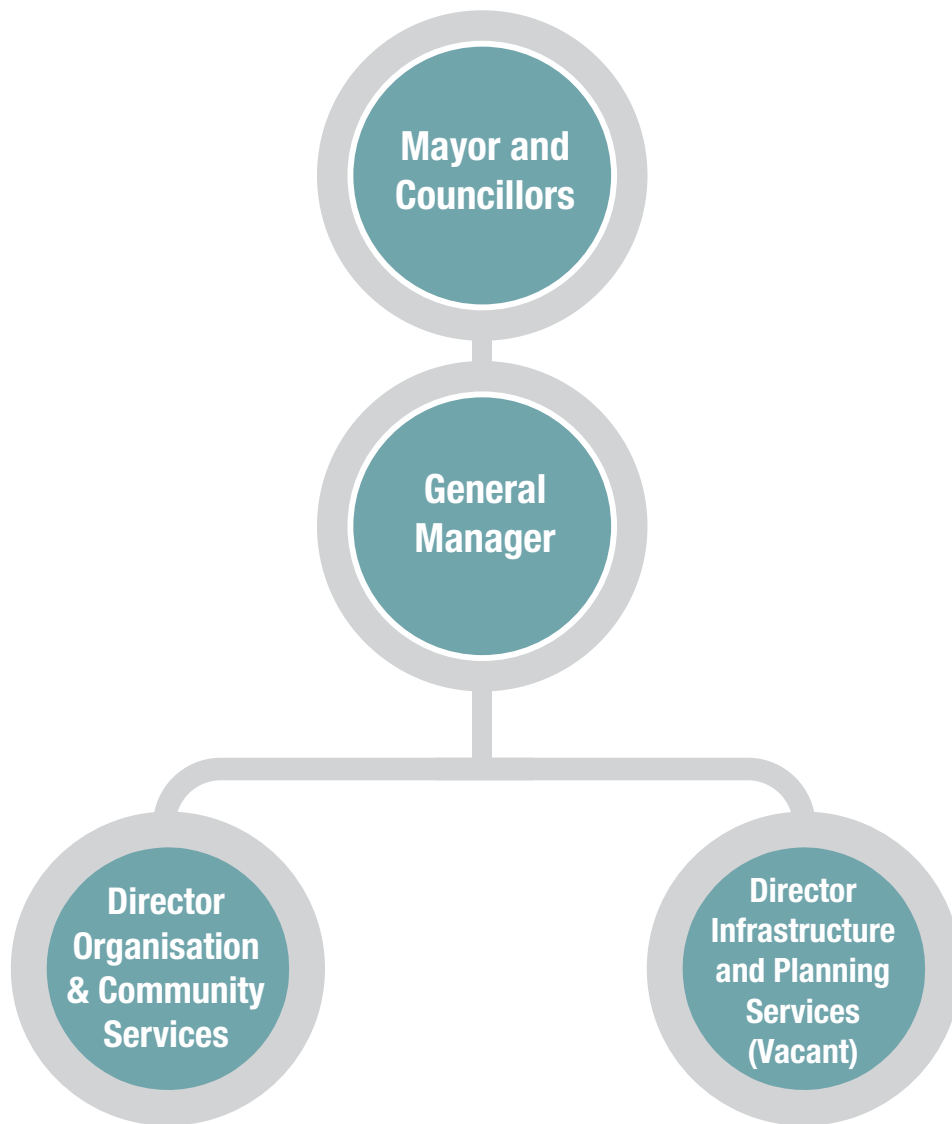 Mayor and
Councillors
General
Manager
Director
Organisation
& Community
Services
Director
Infrastructure
and Planning
Services
(Vacant)